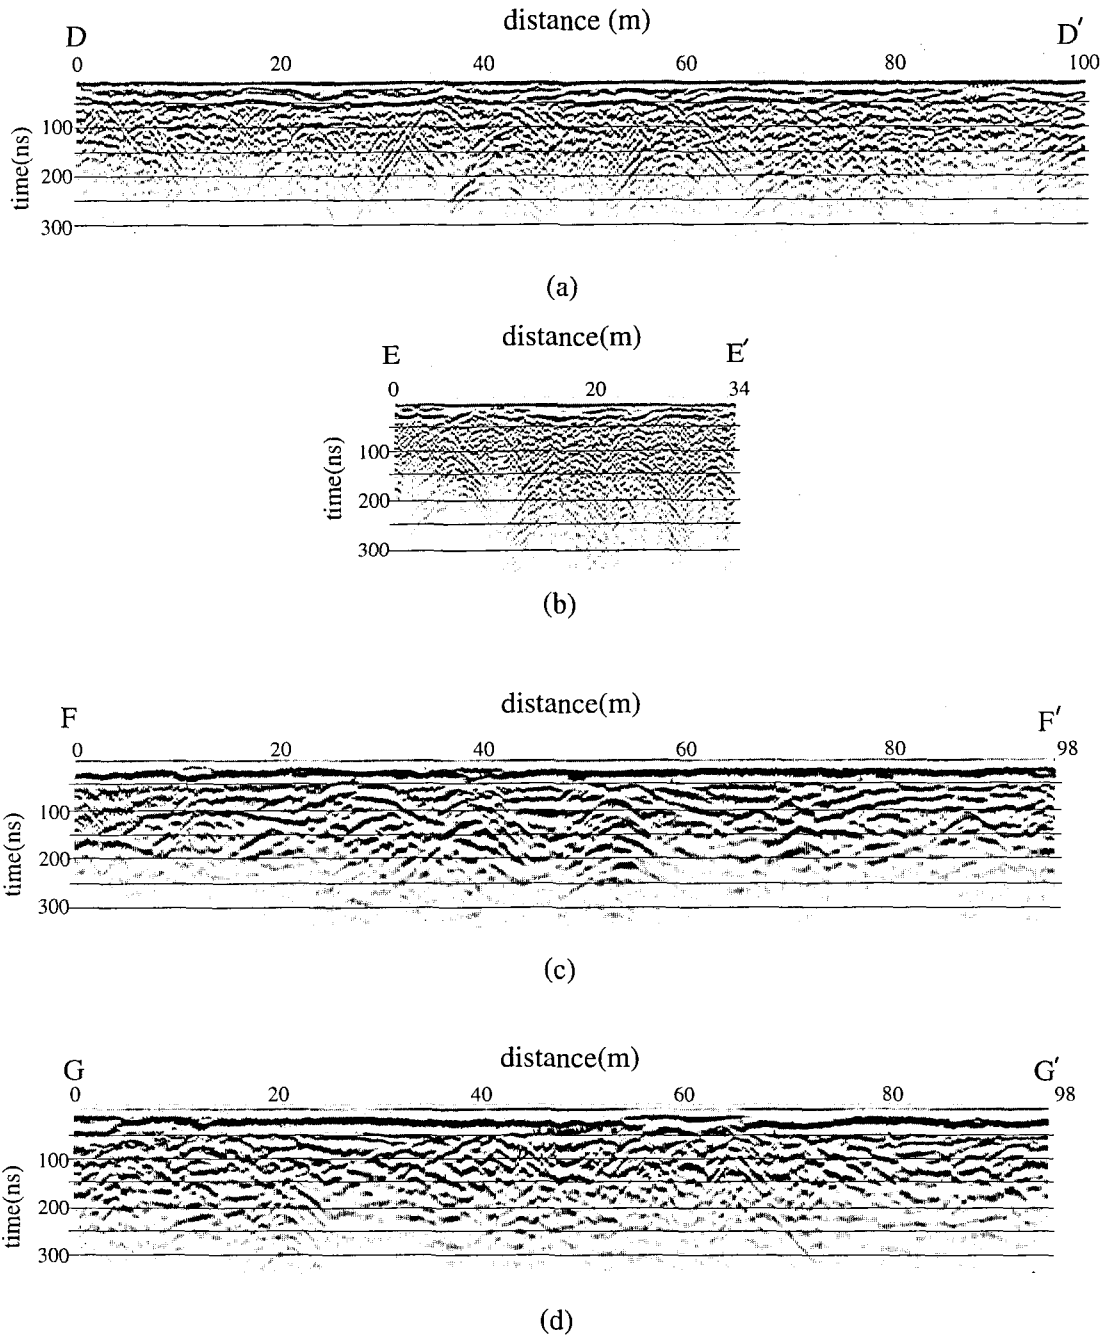 distance (m)
D D′
0 20 40 60 80 100
time(ns)
100
200
300
(a)
distance(m)
E E′
0 20 34
time(ns)
100
200
300
(b)
distance(m)
F F′
0 20 40 60 80 98
time(ns)
100
200
300
(c)
distance(m)
G G′
0 20 40 60 80 98
time(ns)
100
200
300
(d)